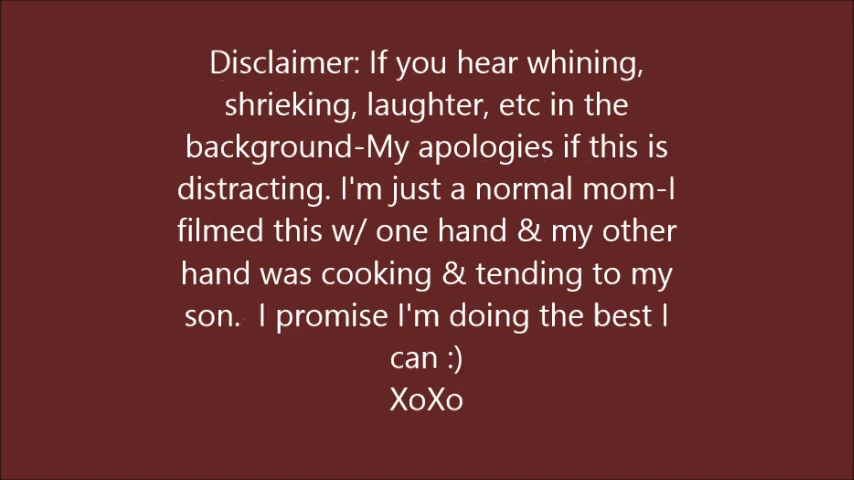 Disclaimer: If you hear whining,
shrieking, laughter, etc in the
background-My apologies if this is
distracting. I'm just a normal mom-I
filmed this w/ one hand & my other
hand was cooking & tending to my
son.  I promise I'm doing the best I
can :)
XoXo